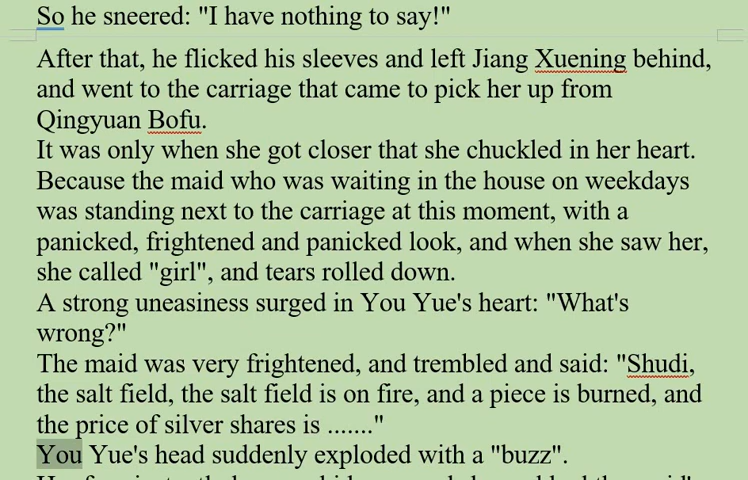 So he sneered: "I have nothing to say!"
After that, he flicked his sleeves and left Jiang Xuening behind,
and went to the carriage that came to pick her up from
Qingyuan Bofu.
It was only when she got closer that she chuckled in her heart.
Because the maid who was waiting in the house on weekdays
was standing next to the carriage at this moment, with a
panicked, frightened and panicked look, and when she saw her,
she called "girl", and tears rolled down.
A strong uneasiness surged in You Yue's heart: "What's
wrong?"
The maid was very frightened, and trembled and said: "Shudi,
the salt field, the salt field is on fire, and a piece is burned, and
the price of silver shares is ......."
You Yue's head suddenly exploded with a "buzz".